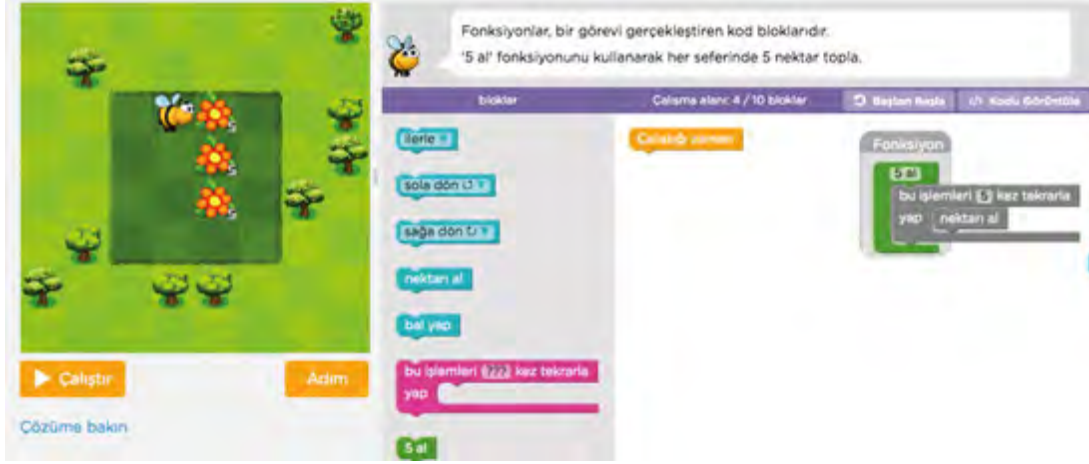 Fonksiyonlar, bir görevi gerçekleştiren kod bloklarıdır.
'5 al' fonksiyonunu kullanarak her seferinde 5 nektar topla.
bloklar
Calisma alanı: 4 / 10 bloklar
Baştan Başla
Kodu Görüntüle
5
5
5
ilerle
sola dön
sağa dön
nektarı al
bal yap
bu işlemleri ??? kez tekrarla
yap
5 al
Çalıştığı zaman
Fonksiyon
5 al
bu işlemleri 5 kez tekrarla
yap nektarı al
Çalıştır
Adım
Çözüme bakın